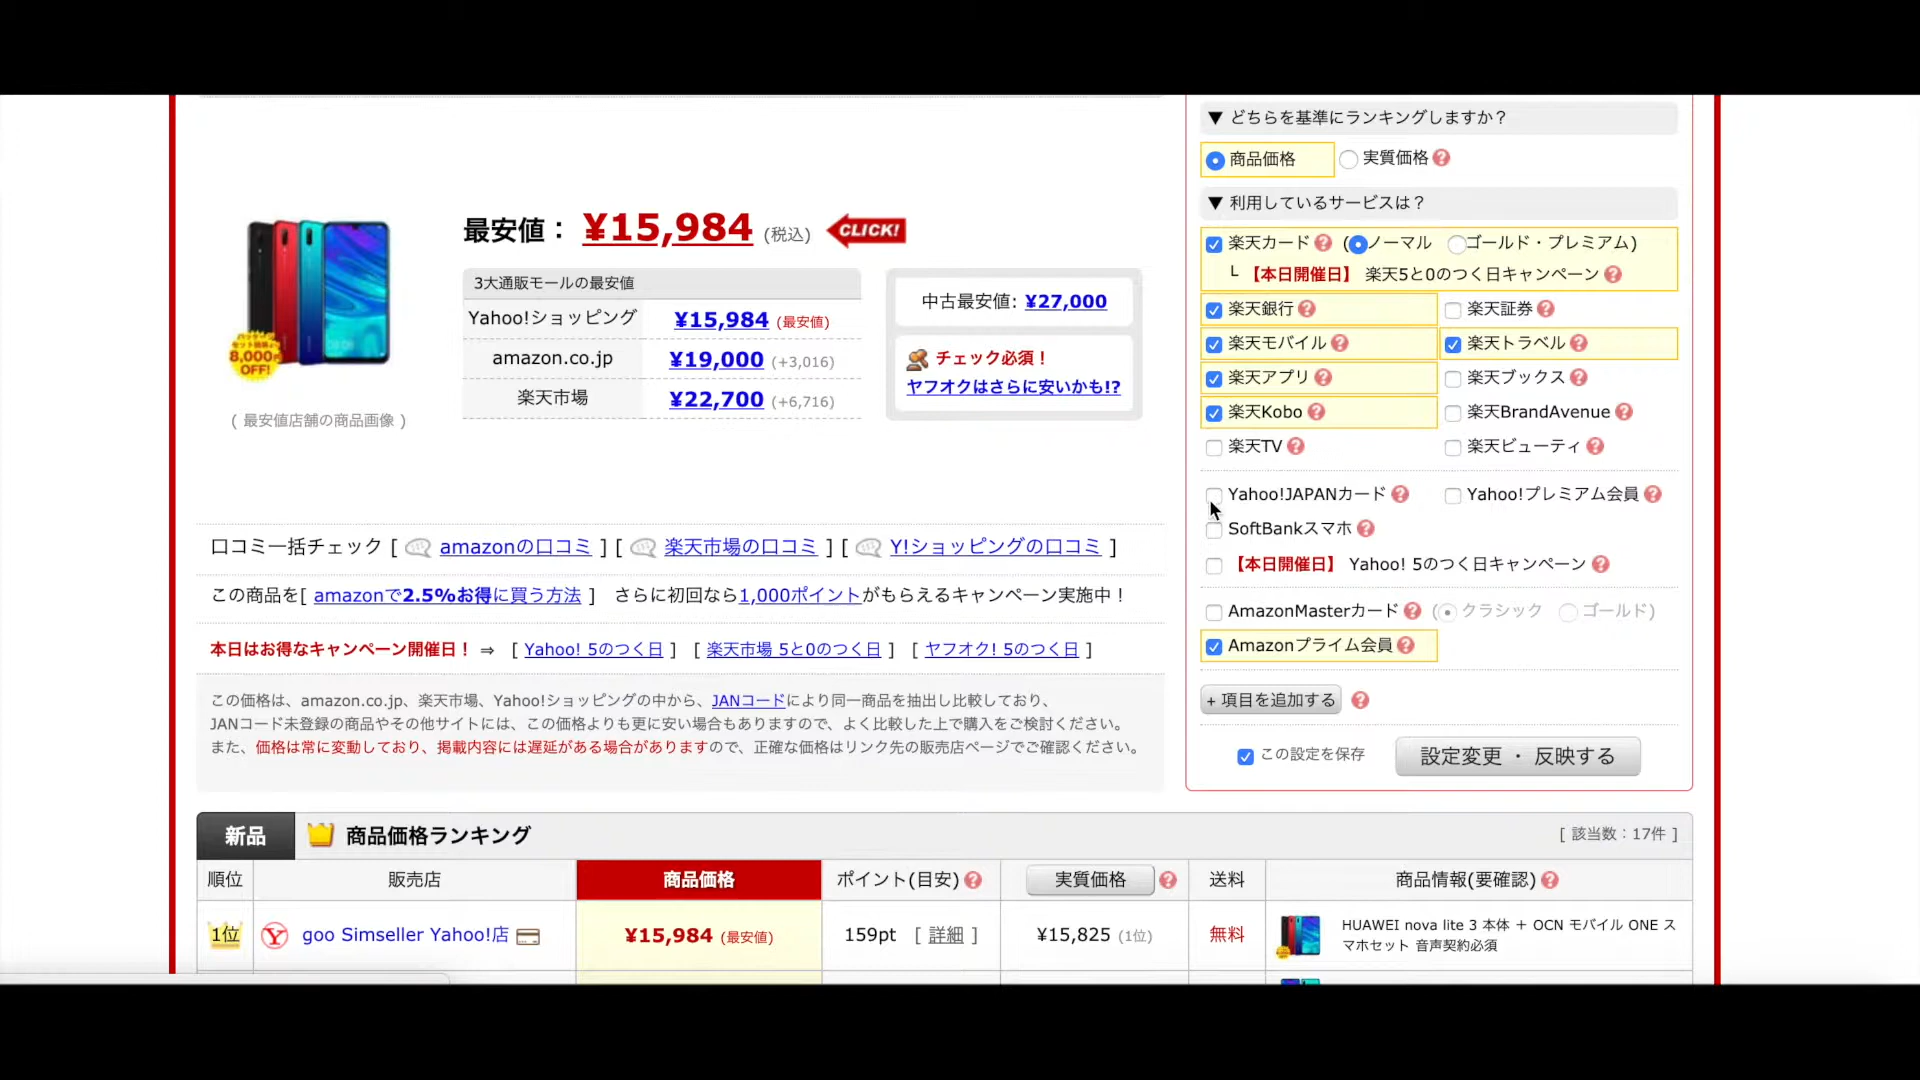 ▼ どちらを基準にランキングしますか？
商品価格 実質価格 ?
▼ 利用しているサービスは？
楽天カード ? ( ノーマル ゴールド・プレミアム)
└ 【本日開催日】 楽天5と0のつく日キャンペーン ?
楽天銀行 ? 楽天証券 ?
楽天モバイル ? 楽天トラベル ?
楽天アプリ ? 楽天ブックス ?
楽天Kobo ? 楽天BrandAvenue ?
楽天TV ? 楽天ビューティ ?
Yahoo!JAPANカード ? Yahoo!プレミアム会員 ?
SoftBankスマホ ?
【本日開催日】 Yahoo! 5のつく日キャンペーン ?
AmazonMasterカード ? ( クラシック ゴールド)
Amazonプライム会員 ?
+ 項目を追加する ?
この設定を保存 設定変更 ・ 反映する
8,000円
OFF!
( 最安値店舗の商品画像 )
最安値： ¥15,984 (税込) CLICK!
3大通販モールの最安値
Yahoo!ショッピング ¥15,984 (最安値)
amazon.co.jp ¥19,000 (+3,016)
楽天市場 ¥22,700 (+6,716)
中古最安値: ¥27,000
チェック必須！
ヤフオクはさらに安いかも!?
口コミ一括チェック [ amazonの口コミ ] [ 楽天市場の口コミ ] [ Y!ショッピングの口コミ ]
この商品を[ amazonで2.5%お得に買う方法 ] さらに初回なら1,000ポイントがもらえるキャンペーン実施中！
本日はお得なキャンペーン開催日！ ⇒ [ Yahoo! 5のつく日 ] [ 楽天市場 5と0のつく日 ] [ ヤフオク! 5のつく日 ]
この価格は、amazon.co.jp、楽天市場、Yahoo!ショッピングの中から、JANコードにより同一商品を抽出し比較しており、
JANコード未登録の商品やその他サイトには、この価格よりも更に安い場合もありますので、よく比較した上で購入をご検討ください。
また、価格は常に変動しており、掲載内容には遅延がある場合がありますので、正確な価格はリンク先の販売店ページでご確認ください。
新品 商品価格ランキング [ 該当数：17件 ]
順位 販売店 商品価格 ポイント(目安) ? 実質価格 ? 送料 商品情報(要確認) ?
1位 Y goo Simseller Yahoo!店 ¥15,984 (最安値) 159pt [ 詳細 ] ¥15,825 (1位) 無料 HUAWEI nova lite 3 本体 ＋ OCN モバイル ONE ス
マホセット 音声契約必須